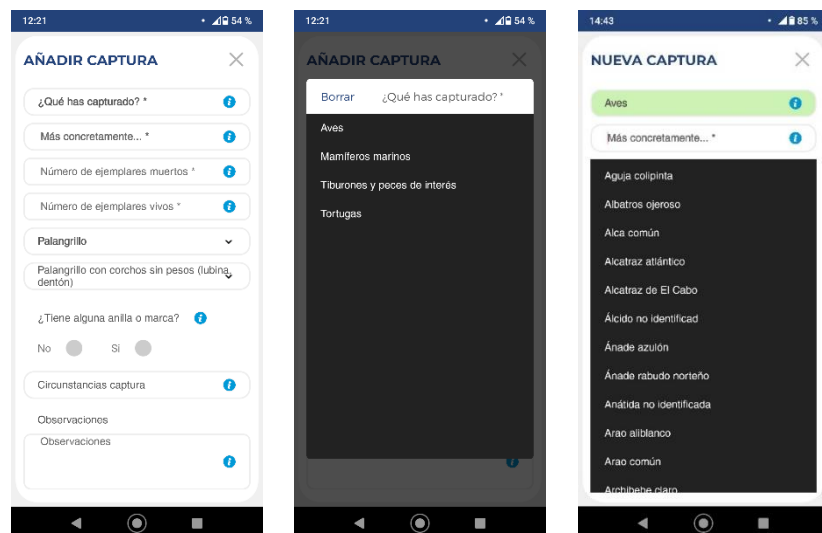 12:21
54 %
AÑADIR CAPTURA
¿Qué has capturado? *
Más concretamente... *
Número de ejemplares muertos *
Número de ejemplares vivos *
Palangrillo
Palangrillo con corchos sin pesos (lubina,
dentón)
¿Tiene alguna anilla o marca?
No
Si
Circunstancias captura
Observaciones
Observaciones
12:21
54 %
AÑADIR CAPTURA
Borrar
¿Qué has capturado? *
Aves
Mamíferos marinos
Tiburones y peces de interés
Tortugas
14:43
85 %
NUEVA CAPTURA
Aves
Más concretamente... *
Aguja colipinta
Albatros ojeroso
Alca común
Alcatraz atlántico
Alcatraz de El Cabo
Álcido no identificad
Ánade azulón
Ánade rabudo norteño
Anátida no identificada
Arao aliblanco
Arao común
Archibebe claro